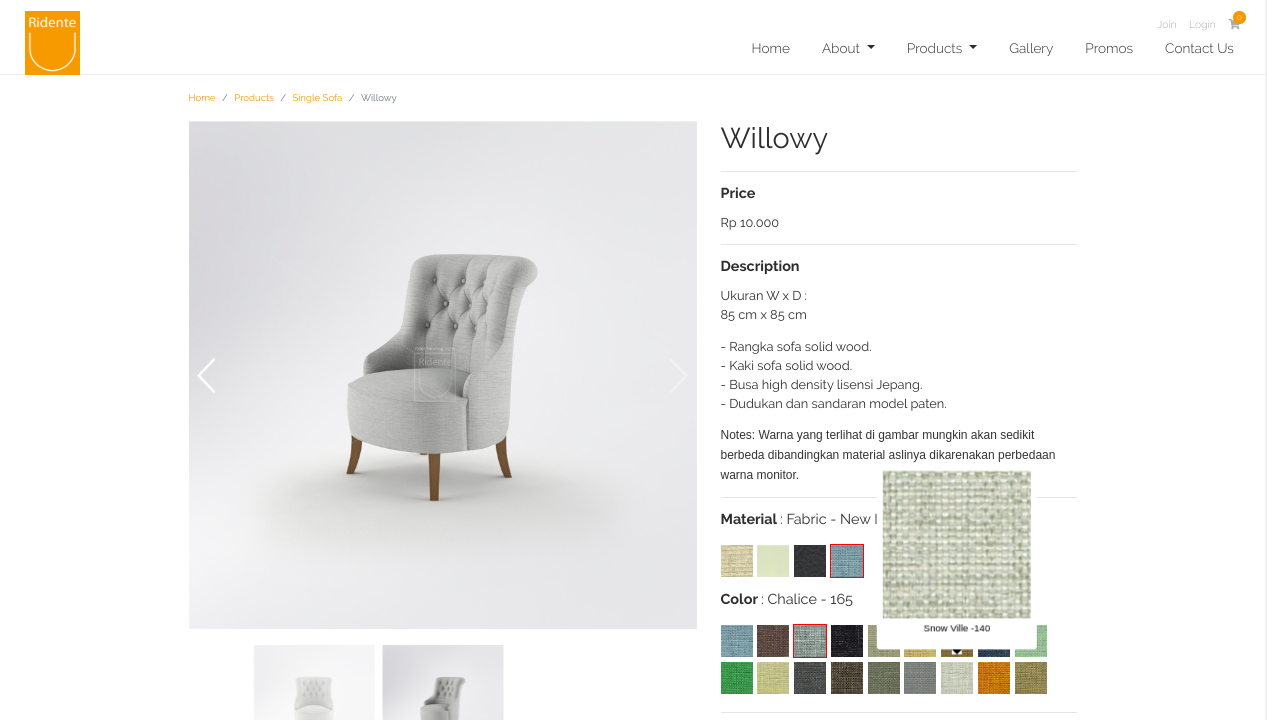 Ridente
Join
Login
0
Home
About
Products
Gallery
Promos
Contact Us
Home / Products / Single Sofa / Willowy
Willowy
Price
Rp 10.000
Description
Ukuran W x D :
85 cm x 85 cm
- Rangka sofa solid wood.
- Kaki sofa solid wood.
- Busa high density lisensi Jepang.
- Dudukan dan sandaran model paten.
Notes: Warna yang terlihat di gambar mungkin akan sedikit
berbeda dibandingkan material aslinya dikarenakan perbedaan
warna monitor.
Material : Fabric - New
Color : Chalice - 165
Snow Ville -140
Ridente